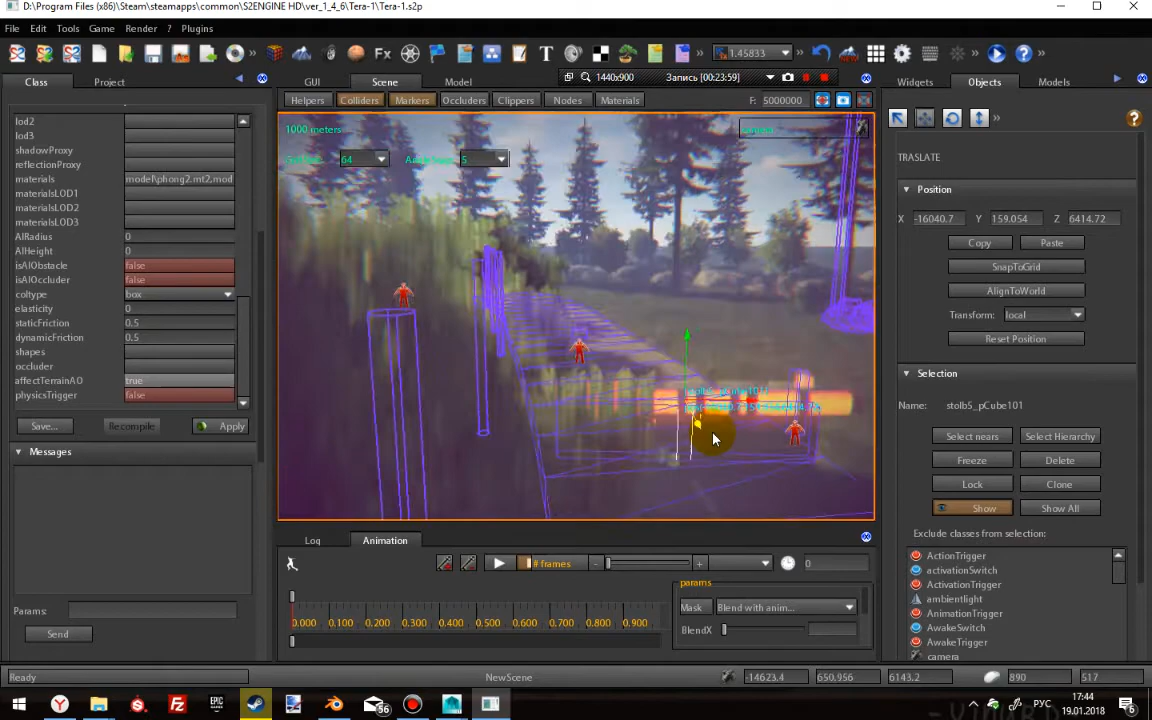 D:\Program Files (x86)\Steam\steamapps\common\S2ENGINE HD\ver_1_4_6\Tera-1\Tera-1.s2p
File Edit Tools Game Render ? Plugins
Fx T 1.45833
Class Project
GUI Scene Model
1440x900 Запись [00:23:59]
Widgets Objects Models
Helpers Colliders Markers Occluders Clippers Nodes Materials F: 5000000
lod2
lod3
shadowProxy
reflectionProxy
materials model\phong2.mt2,mod
materialsLOD1
materialsLOD2
materialsLOD3
AIRadius 0
AIHeight 0
isAIObstacle false
isAIOccluder false
coltype box
elasticity 0
staticFriction 0.5
dynamicFriction 0.5
shapes
occluder
affectTerrainAO true
physicsTrigger false
Save... Recompile Apply
Messages
Params:
Send
1000 meters
64 5
Log Animation
# frames - + 0
0.000 0.100 0.200 0.300 0.400 0.500 0.600 0.700 0.800 0.900
params
Mask Blend with anim...
BlendX
TRANSLATE
Position
X -16040.7 Y 159.054 Z 6414.72
Copy Paste
SnapToGrid
AlignToWorld
Transform: local
Reset Position
Selection
Name: stolb5_pCube101
Select nears Select Hierarchy
Freeze Delete
Lock Clone
Show Show All
Exclude classes from selection:
ActionTrigger
activationSwitch
ActivationTrigger
ambientlight
AnimationTrigger
AwakeSwitch
AwakeTrigger
camera
Ready NewScene -14623.4 650,956 6143.2 890 517
EPIC 56 РУС 17:44
19.01.2018 6